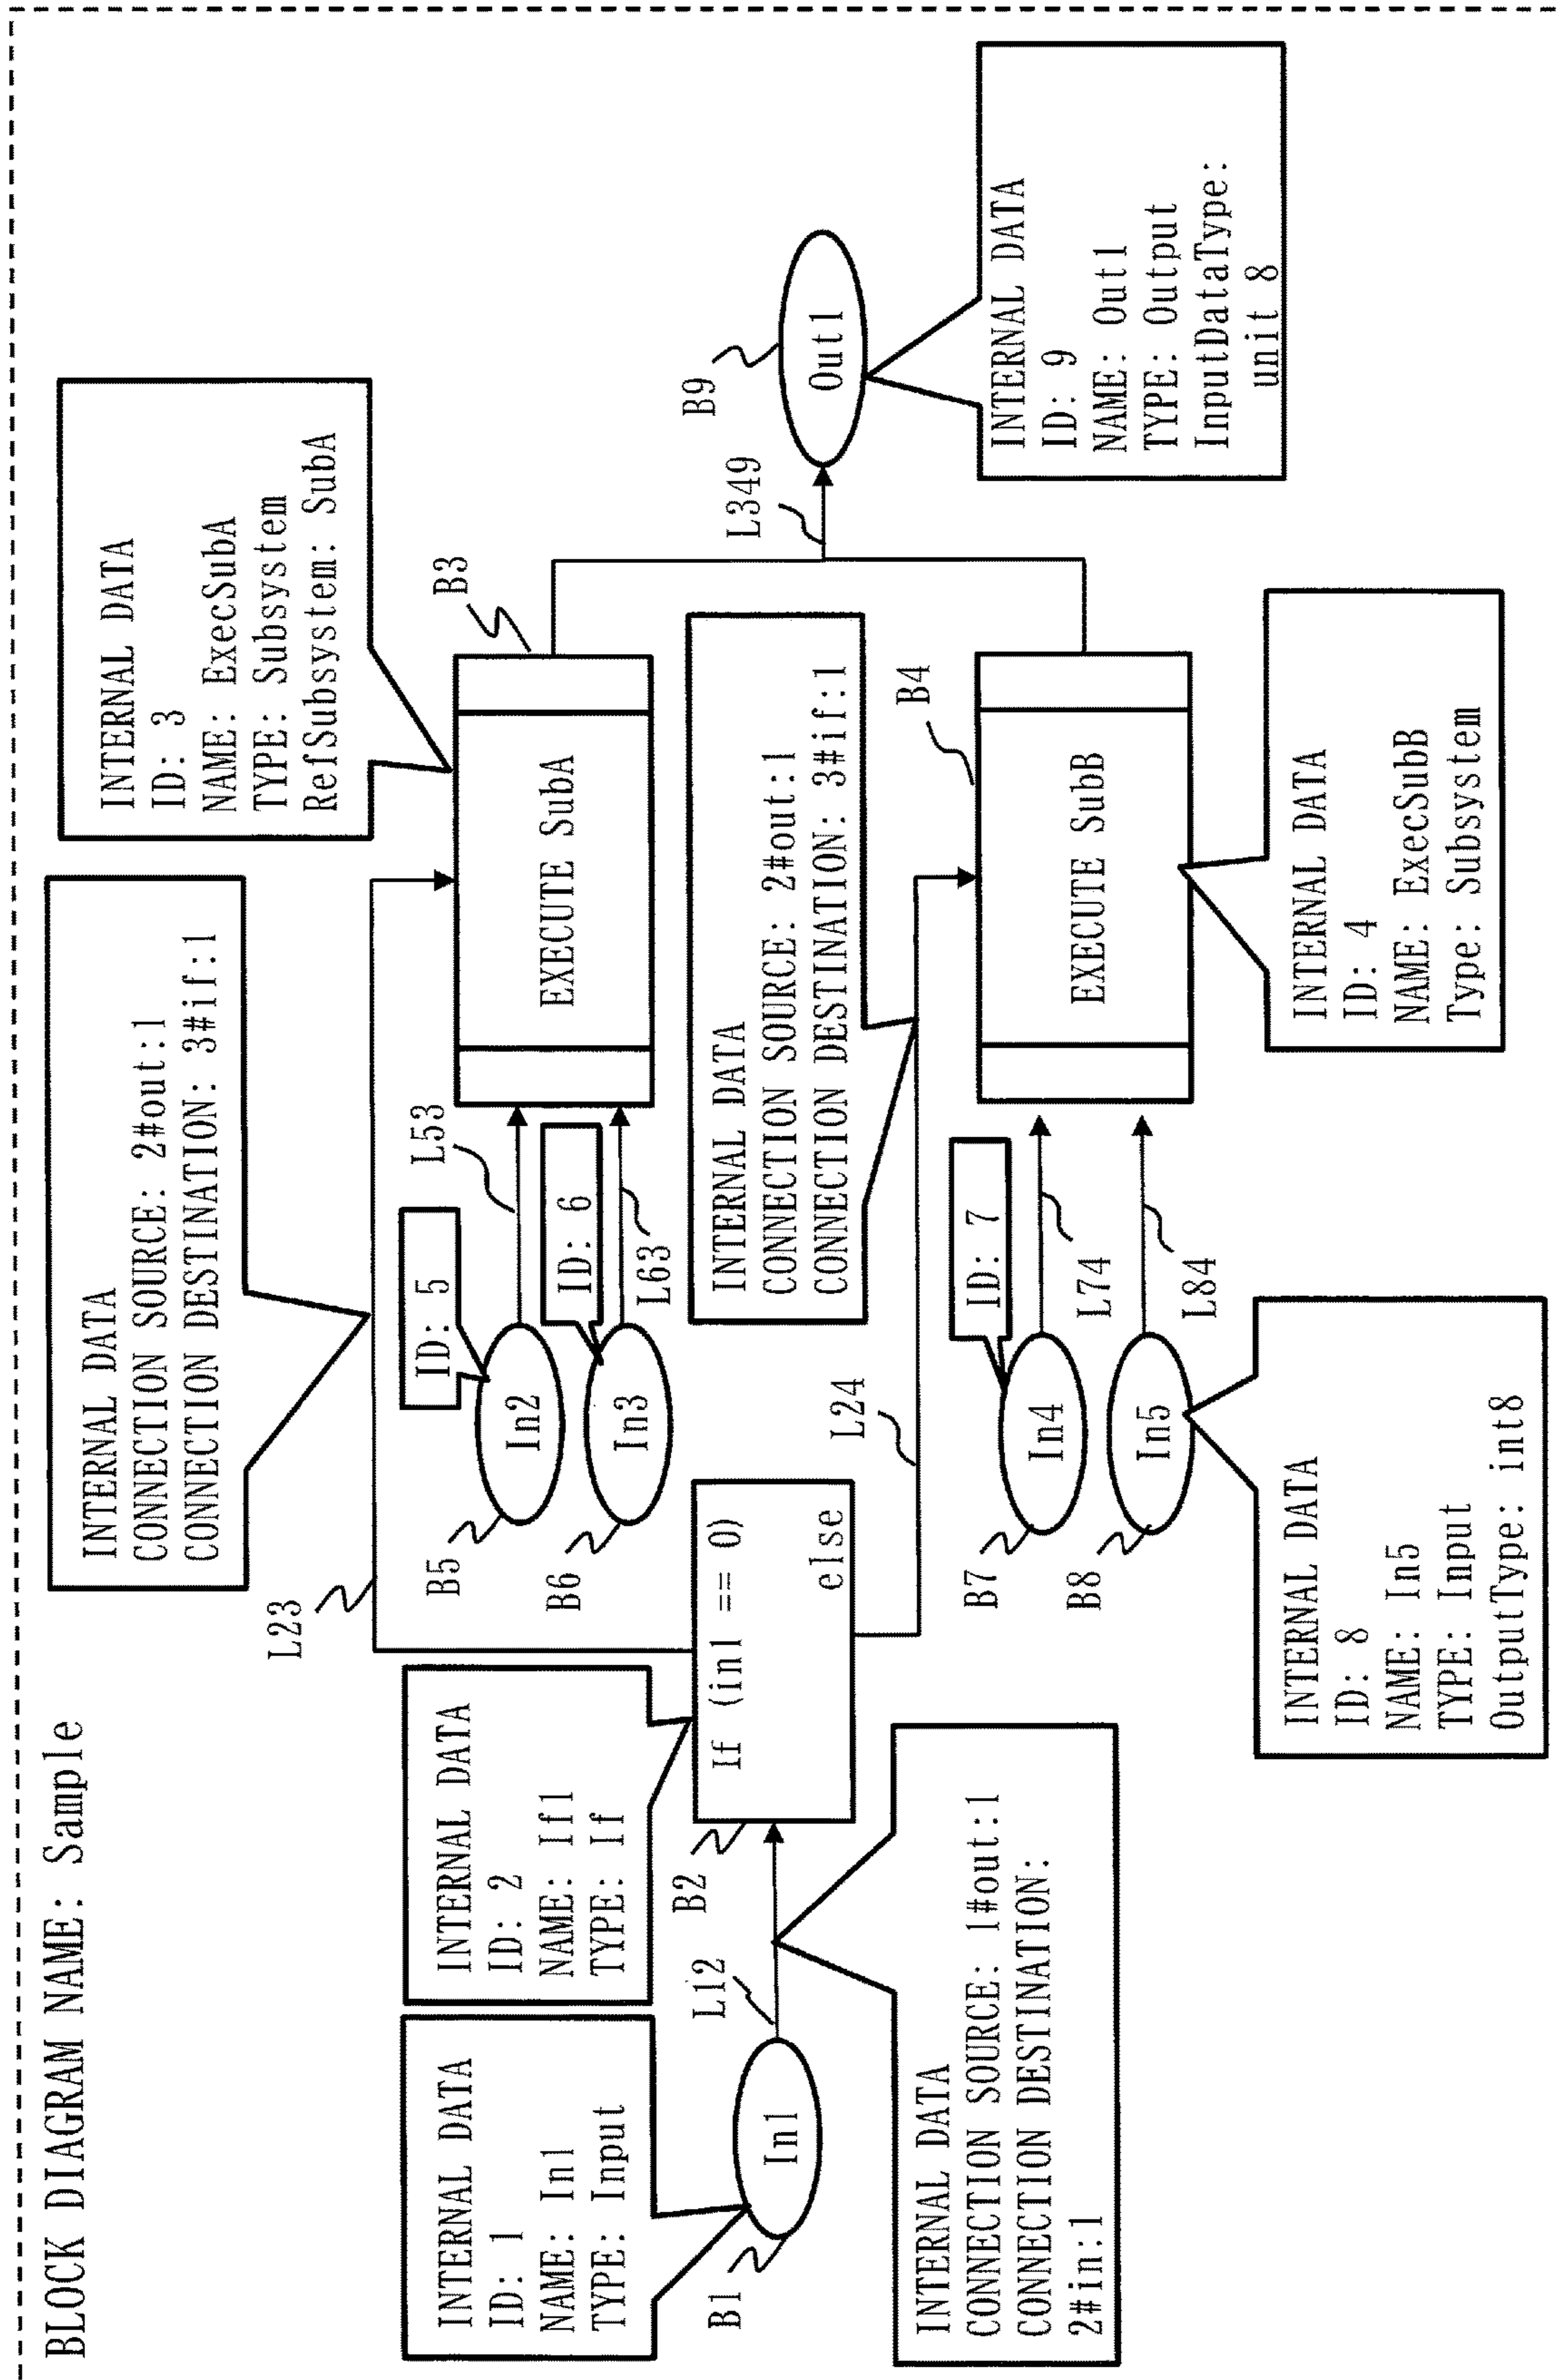 BLOCK DIAGRAM NAME: Sample
INTERNAL DATA
CONNECTION SOURCE: 2#out:1
CONNECTION DESTINATION: 3#if:1
INTERNAL DATA
ID: 3
NAME: ExecSubA
TYPE: Subsystem
RefSubsystem: SubA
L23
INTERNAL DATA
ID: 1
NAME: In1
TYPE: Input
INTERNAL DATA
ID: 2
NAME: If1
TYPE: If
B5
In2
ID: 5
L53
B6
In3
ID: 6
L63
EXECUTE SubA
B3
B1
In1
L12
B2
If (in1 == 0)
else
INTERNAL DATA
CONNECTION SOURCE: 2#out:1
CONNECTION DESTINATION: 3#if:1
L349
B9
Out1
INTERNAL DATA
CONNECTION SOURCE: 1#out:1
CONNECTION DESTINATION:
2#in:1
L24
B7
In4
ID: 7
L74
B8
In5
L84
B4
EXECUTE SubB
INTERNAL DATA
ID: 9
NAME: Out1
TYPE: Output
InputDataType:
unit 8
INTERNAL DATA
ID: 8
NAME: In5
TYPE: Input
OutputType: int8
INTERNAL DATA
ID: 4
NAME: ExecSubB
Type: Subsystem